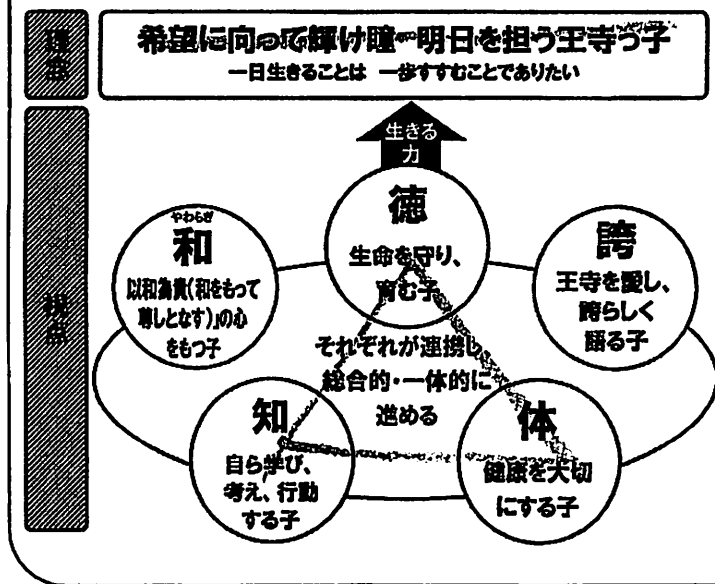 理念
希望に向って輝け瞳 明日を担う王寺っ子
一日生きることは 一歩すすむことでありたい
視点
生きる
力
徳
生命を守り、
育む子
やわらぎ
和
以和為貴(和をもって
尊しとなす)」の心
をもつ子
誇
王寺を愛し、
誇らしく
語る子
それぞれが連携し
総合的・一体的に
進める
知
自ら学び、
考え、行動
する子
体
健康を大切
にする子